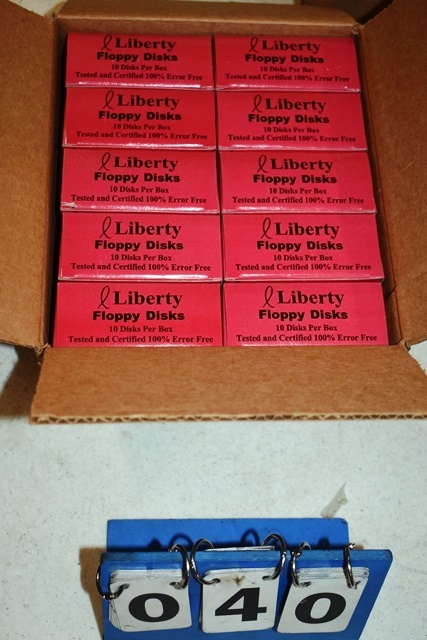 Liberty
Floppy Disks
10 Disks Per Box
Tested and Certified 100% Error Free
Liberty
Floppy Disks
10 Disks Per Box
Tested and Certified 100% Error Free
Liberty
Floppy Disks
10 Disks Per Box
Tested and Certified 100% Error Free
Liberty
Floppy Disks
10 Disks Per Box
Tested and Certified 100% Error Free
Liberty
Floppy Disks
10 Disks Per Box
Tested and Certified 100% Error Free
Liberty
Floppy Disks
10 Disks Per Box
Tested and Certified 100% Error Free
Liberty
Floppy Disks
10 Disks Per Box
Tested and Certified 100% Error Free
Liberty
Floppy Disks
10 Disks Per Box
Tested and Certified 100% Error Free
Liberty
Floppy Disks
10 Disks Per Box
Tested and Certified 100% Error Free
Liberty
Floppy Disks
10 Disks Per Box
Tested and Certified 100% Error Free
040